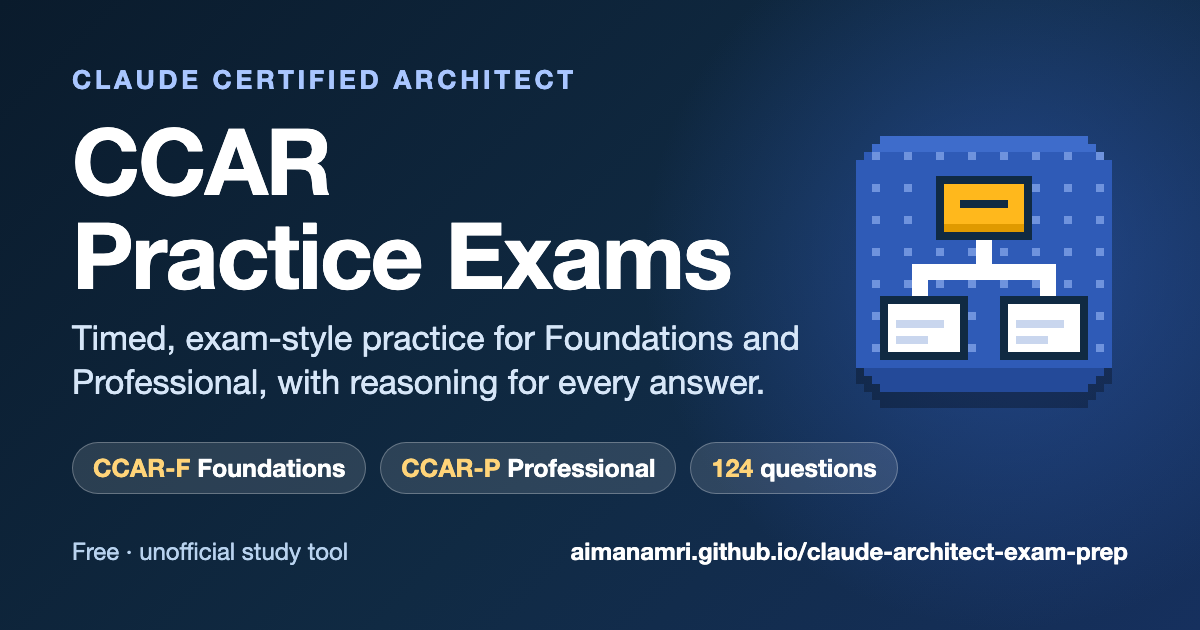 CLAUDE CERTIFIED ARCHITECT
CCAR
Practice Exams
Timed, exam-style practice for Foundations and
Professional, with reasoning for every answer.
CCAR-F Foundations
CCAR-P Professional
124 questions
Free · unofficial study tool
aimanamri.github.io/claude-architect-exam-prep